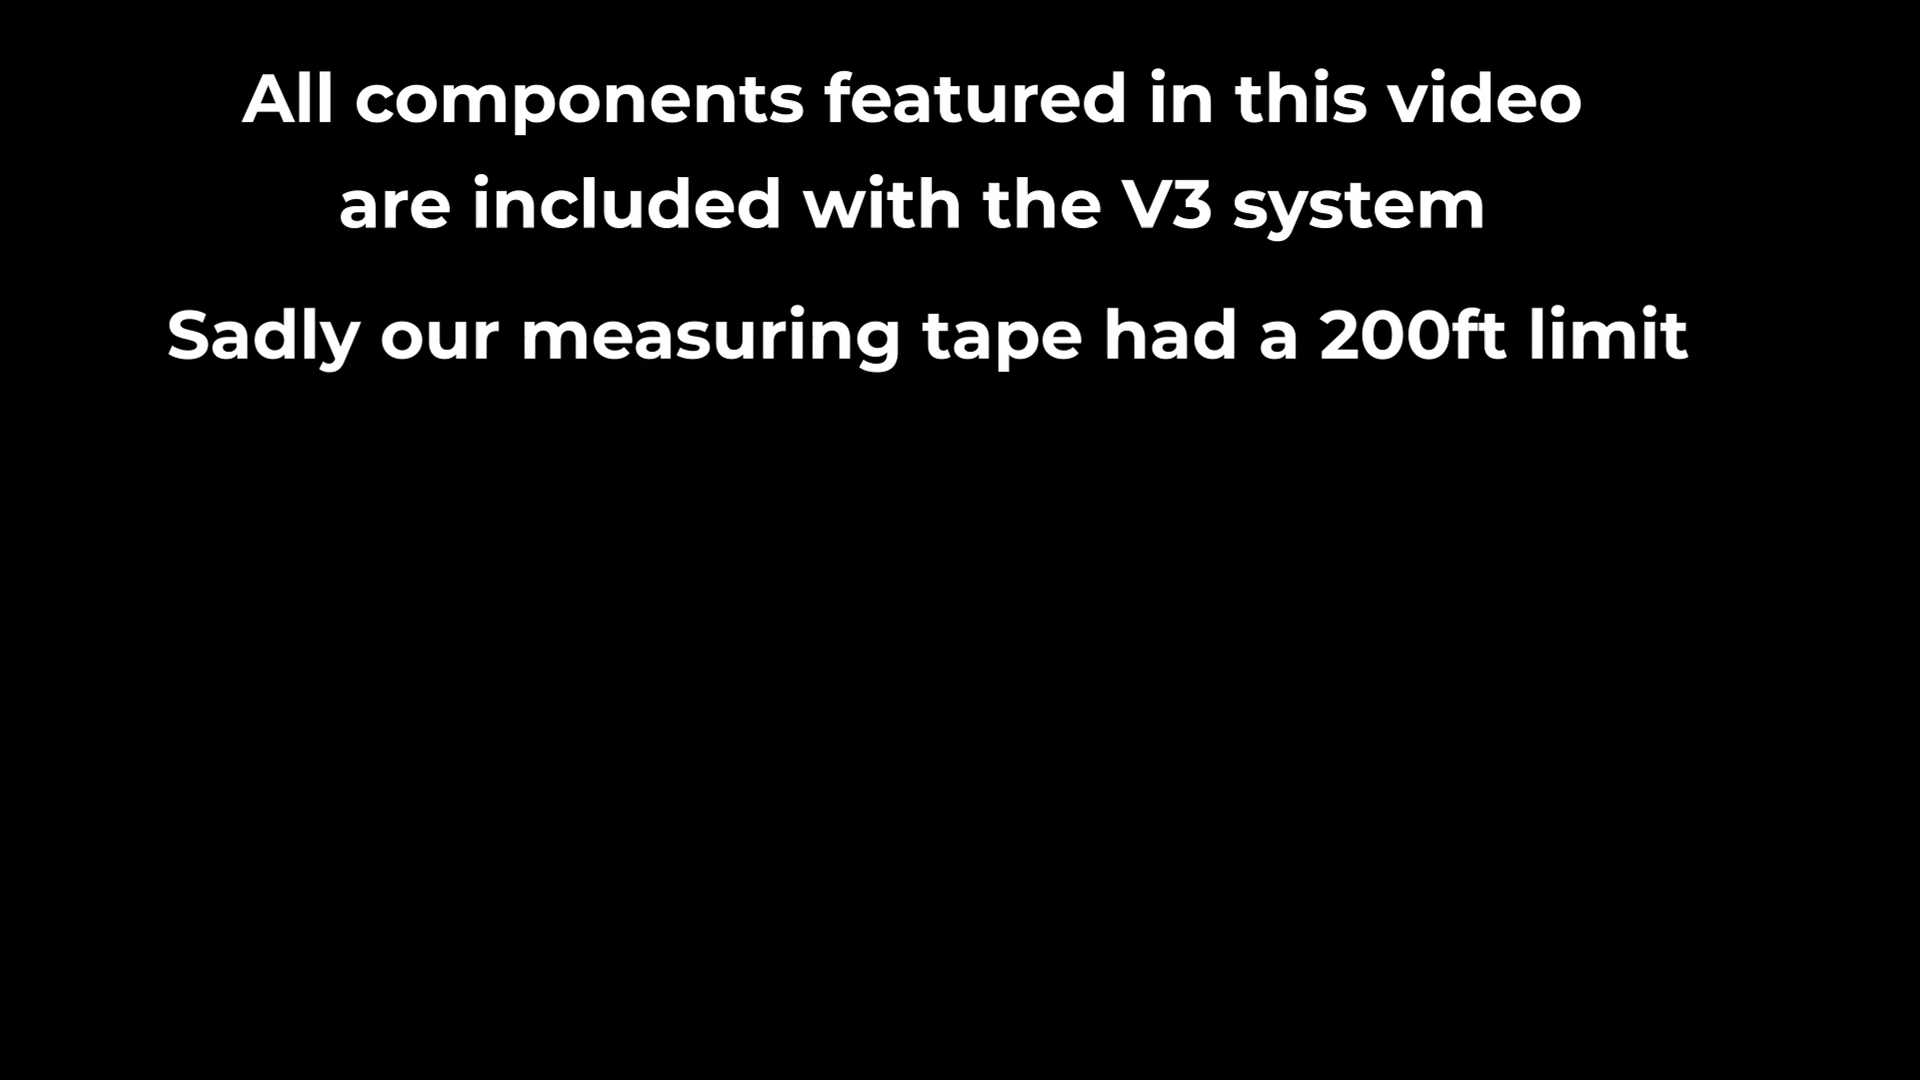 All components featured in this video
are included with the V3 system
Sadly our measuring tape had a 200ft limit